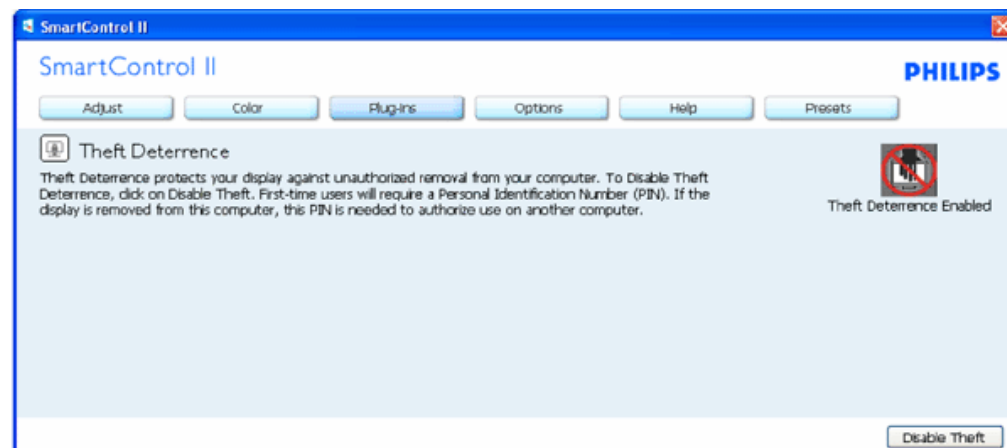 SmartControl II
SmartControl II
PHILIPS
Adjust Color Plug-Ins Options Help Presets
Theft Deterrence
Theft Deterrence protects your display against unauthorized removal from your computer. To Disable Theft
Deterrence, click on Disable Theft. First-time users will require a Personal Identification Number (PIN). If the
display is removed from this computer, this PIN is needed to authorize use on another computer.
Theft Deterrence Enabled
Disable Theft